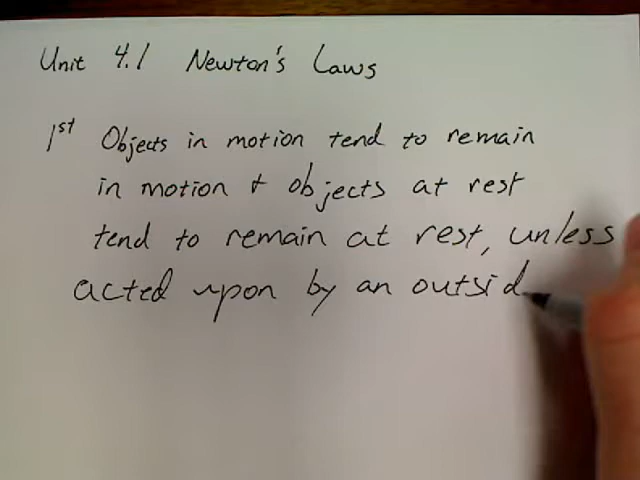 Unit 4.1 Newton's Laws
1st Objects in motion tend to remain
in motion & objects at rest
tend to remain at rest, unless
acted upon by an outsid